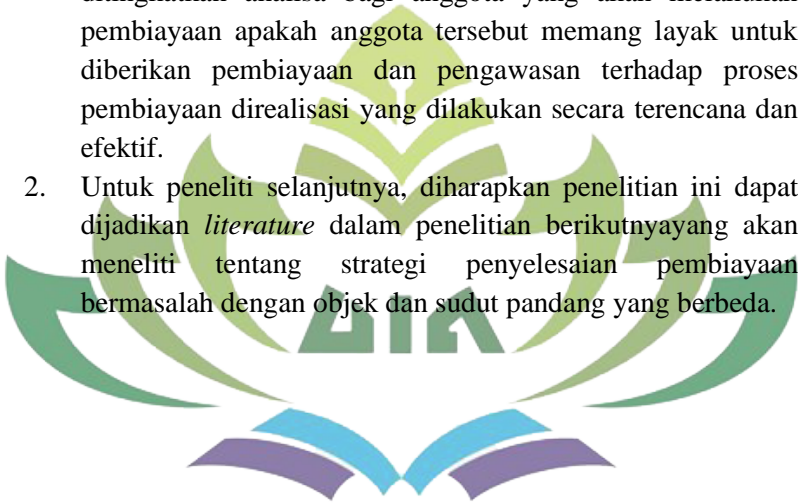 pembiayaan apakah anggota tersebut memang layak untuk
diberikan pembiayaan dan pengawasan terhadap proses
pembiayaan direalisasi yang dilakukan secara terencana dan
efektif.
2. Untuk peneliti selanjutnya, diharapkan penelitian ini dapat
dijadikan literature dalam penelitian berikutnyayang akan
meneliti tentang strategi penyelesaian pembiayaan
bermasalah dengan objek dan sudut pandang yang berbeda.